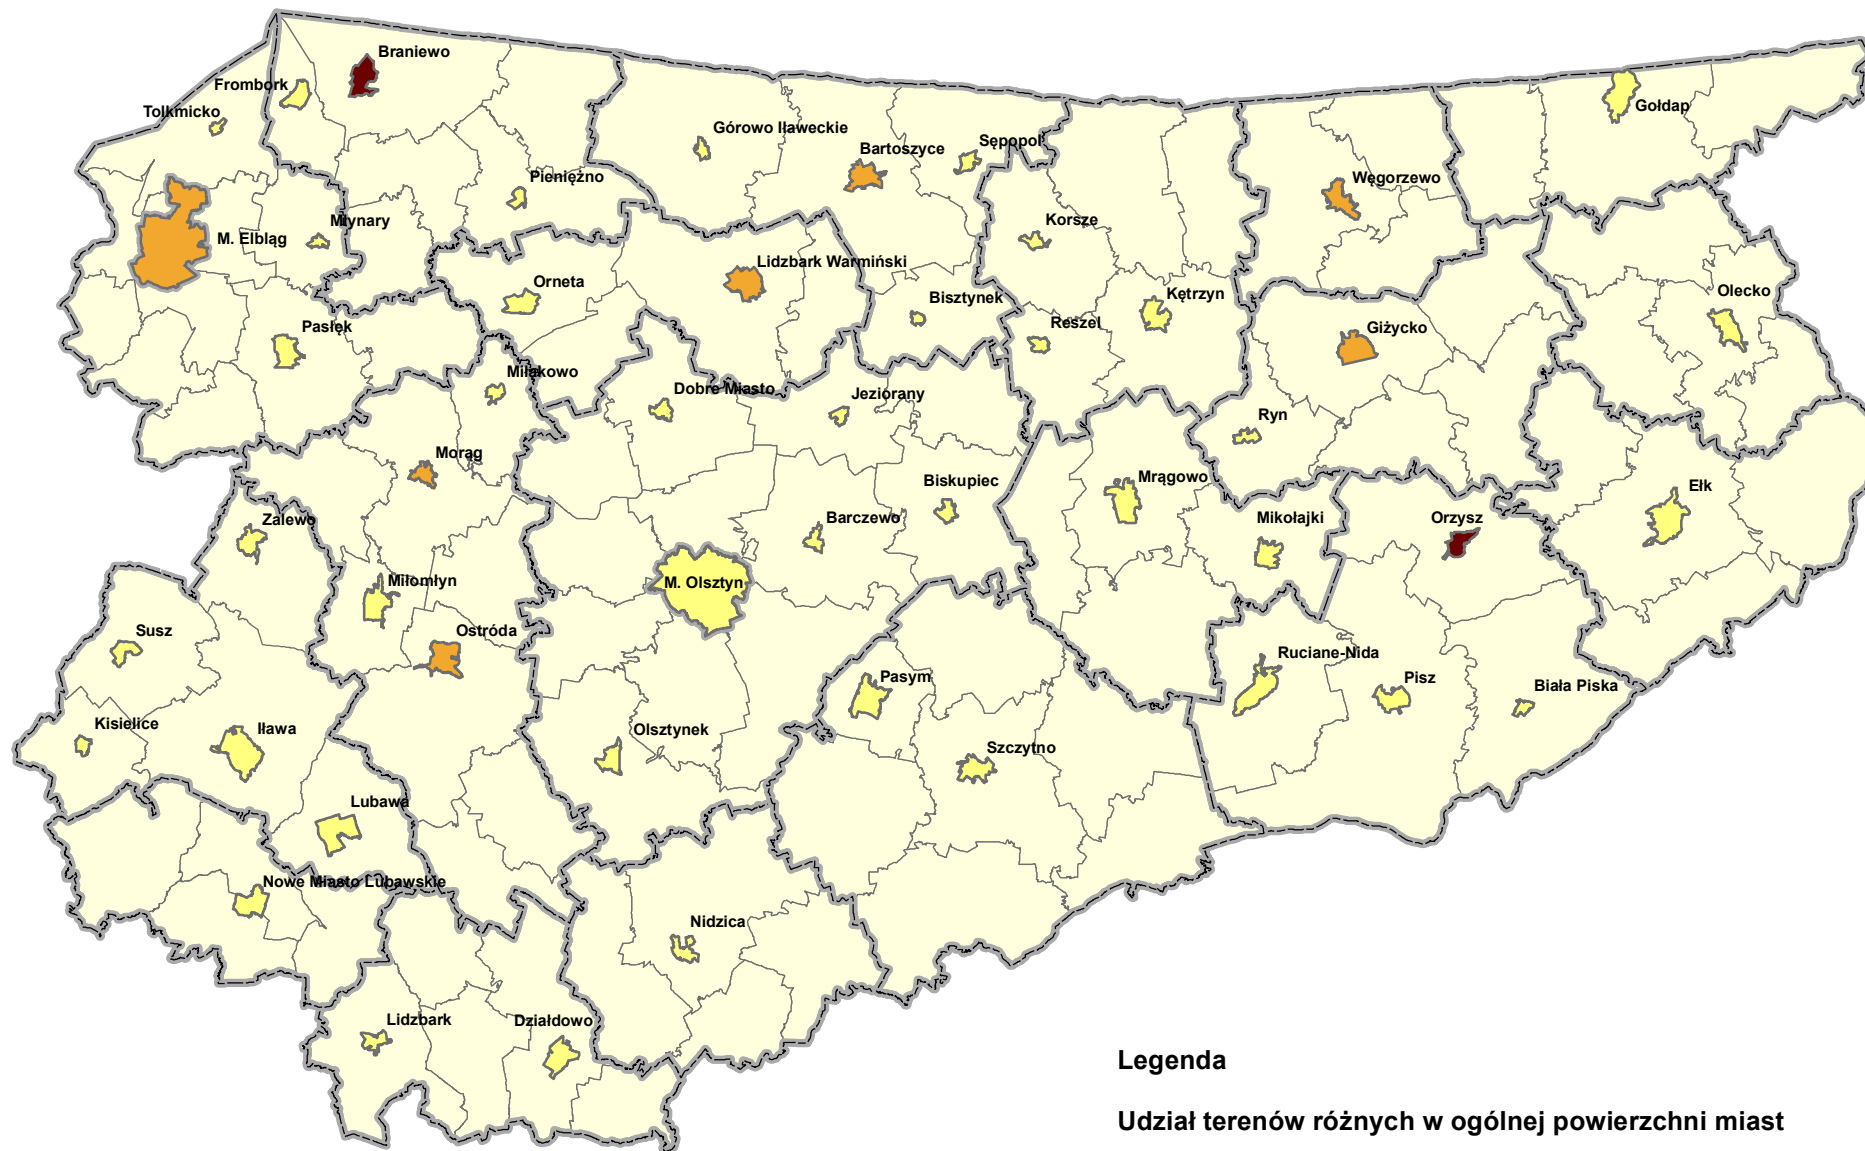 Braniewo
Frombork
Tolkmicko
Gołdap
Górowo Iławeckie
Bartoszyce
Sępopol
Pieniężno
Węgorzewo
Młynary
M. Elbląg
Korsze
Lidzbark Warmiński
Orneta
Bisztynek
Kętrzyn
Olecko
Pasłęk
Reszel
Giżycko
Miłakowo
Dobre Miasto
Jeziorany
Ryn
Morąg
Mrągowo
Biskupiec
Ełk
Zalewo
Barczewo
Mikołajki
Orzysz
Miłomłyn
M. Olsztyn
Susz
Ostróda
Ruciane-Nida
Pasym
Pisz
Biała Piska
Kisielice
Iława
Olsztynek
Szczytno
Lubawa
Nowe Miasto Lubawskie
Nidzica
Lidzbark
Działdowo
Legenda
Udział terenów różnych w ogólnej powierzchni miast